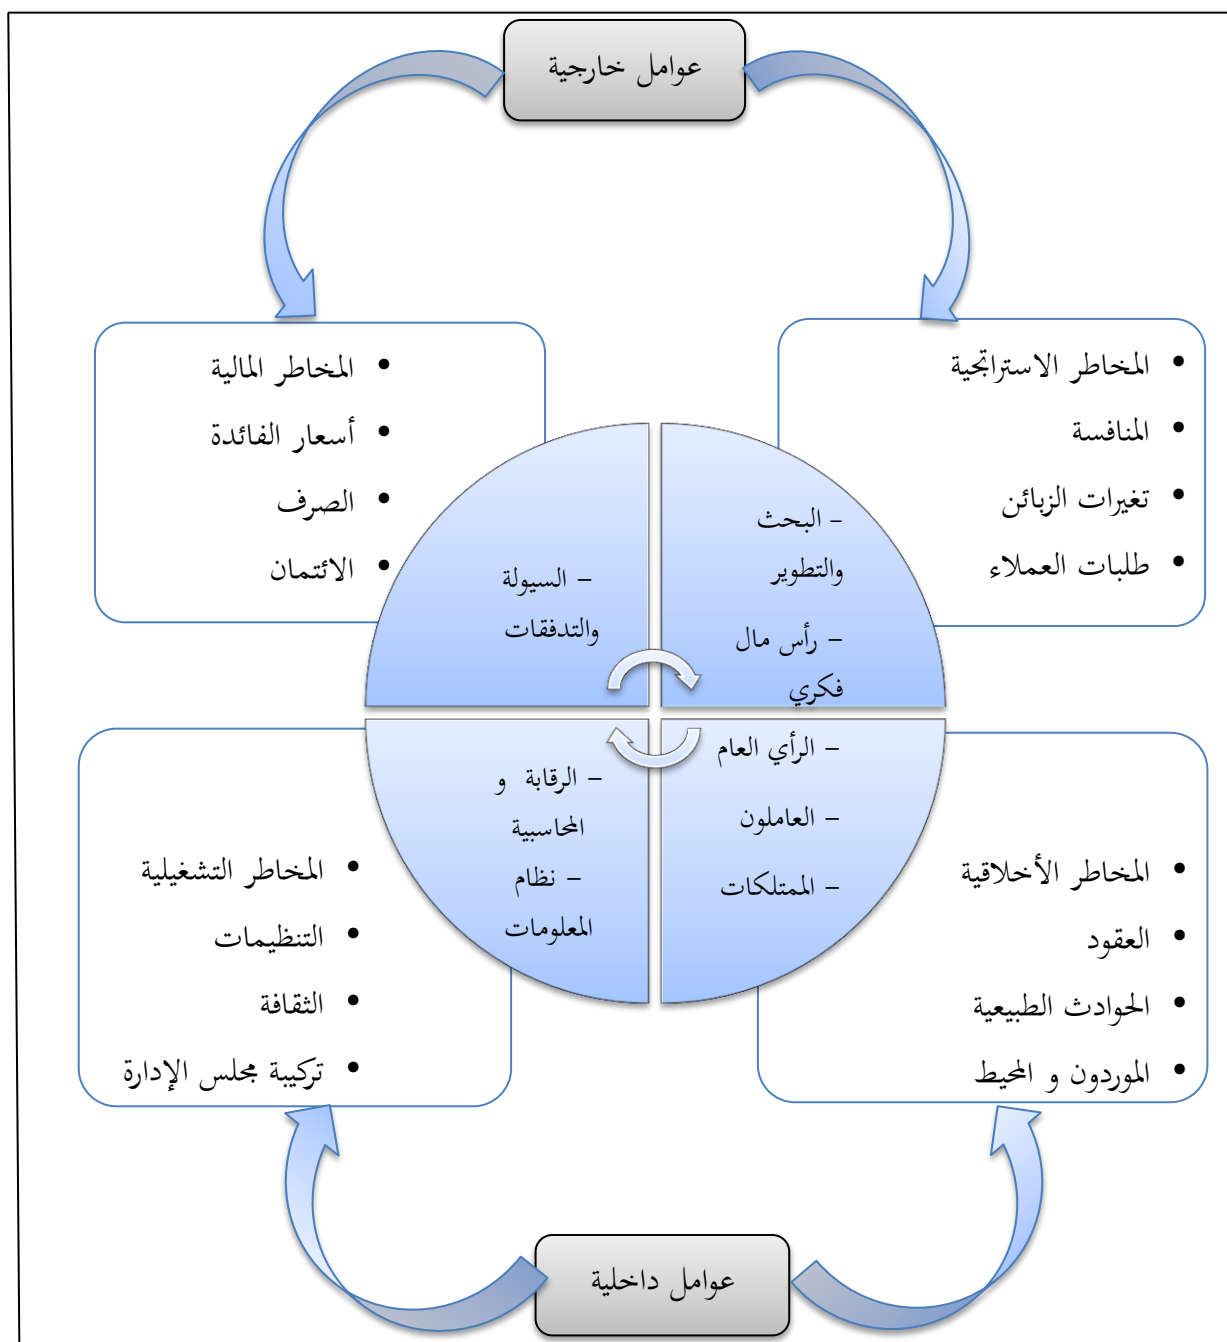 عوامل خارجية
• المخاطر الاستراتجية
• المنافسة
• تغيرات الزبائن
• طلبات العملاء
• المخاطر المالية
• أسعار الفائدة
• الصرف
• الائتمان
– البحث
والتطوير
– رأس مال
فكري
– السيولة
والتدفقات
– الرأي العام
– العاملون
– الممتلكات
– الرقابة و
المحاسبية
– نظام
المعلومات
• المخاطر الأخلاقية
• العقود
• الحوادث الطبيعية
• الموردون و المحيط
• المخاطر التشغيلية
• التنظيمات
• الثقافة
• تركيبة مجلس الإدارة
عوامل داخلية